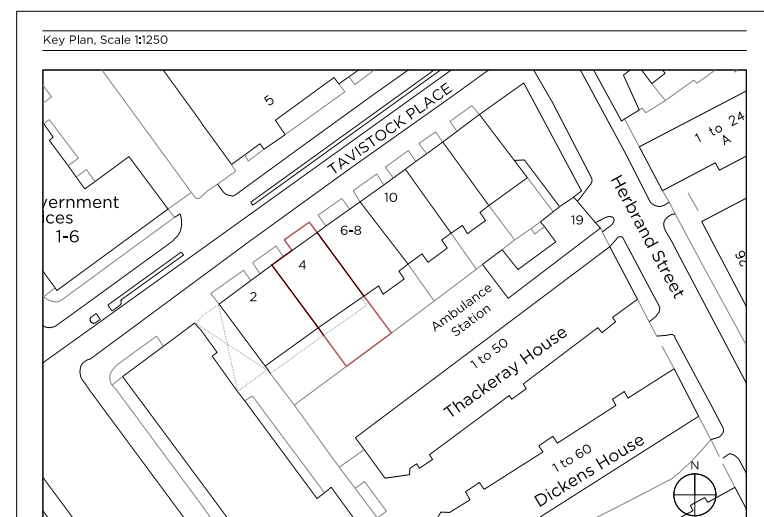 Key Plan, Scale 1:1250
5
TAVISTOCK PLACE
1 to 24
A
vernment
ices
1-6
10
6-8
4
2
19
Herbrand Street
Ambulance
Station
1 to 50
Thackeray House
1 to 60
Dickens House
N